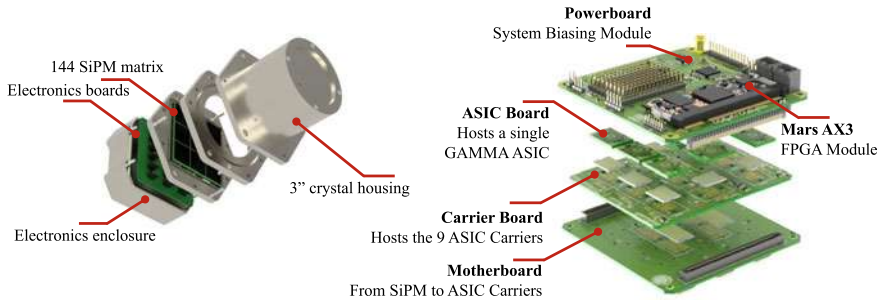 144 SiPM matrix
Electronics boards
3” crystal housing
Electronics enclosure
Powerboard
System Biasing Module
ASIC Board
Hosts a single
GAMMA ASIC
Mars AX3
FPGA Module
Carrier Board
Hosts the 9 ASIC Carriers
Motherboard
From SiPM to ASIC Carriers